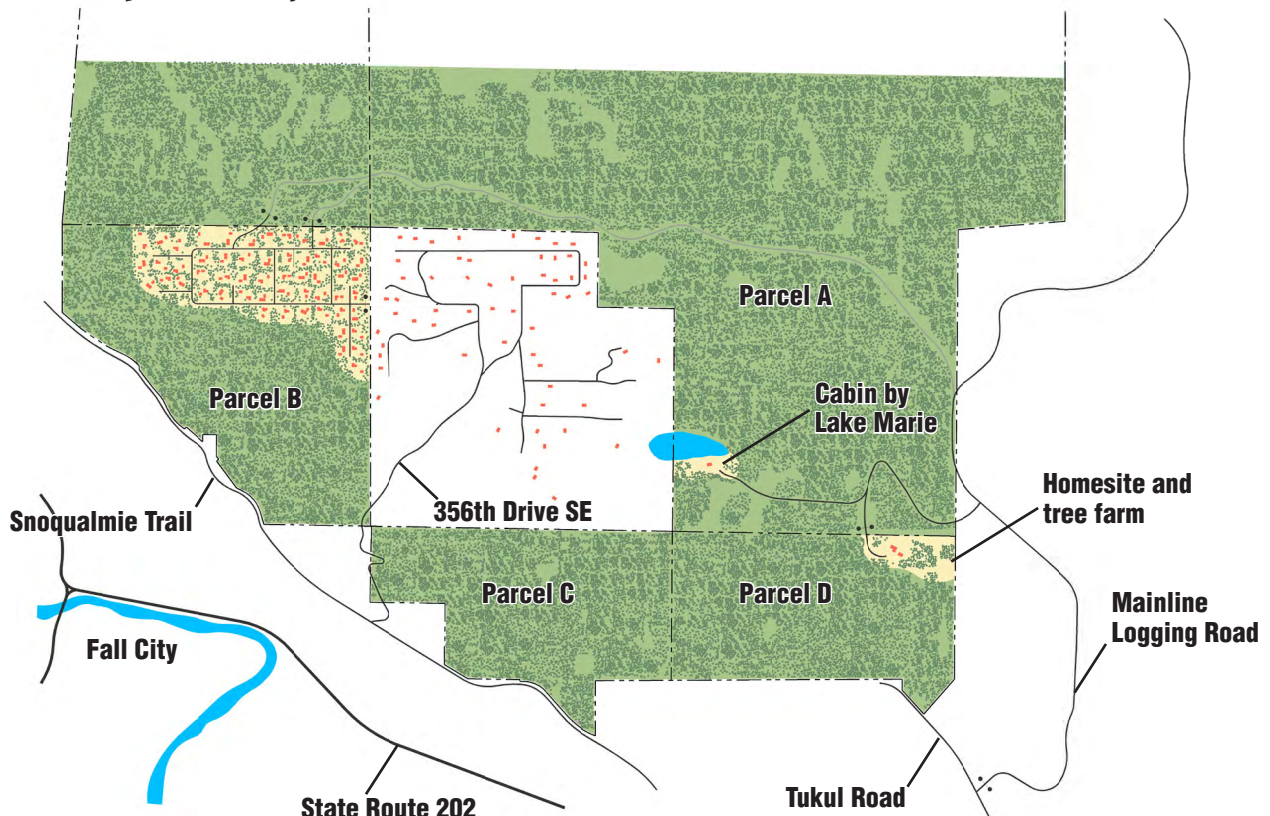 Parcel A
Cabin by
Lake Marie
Parcel B
Homesite and
tree farm
Snoqualmie Trail
356th Drive SE
Parcel C
Parcel D
Mainline
Logging Road
Fall City
Tukul Road
State Route 202